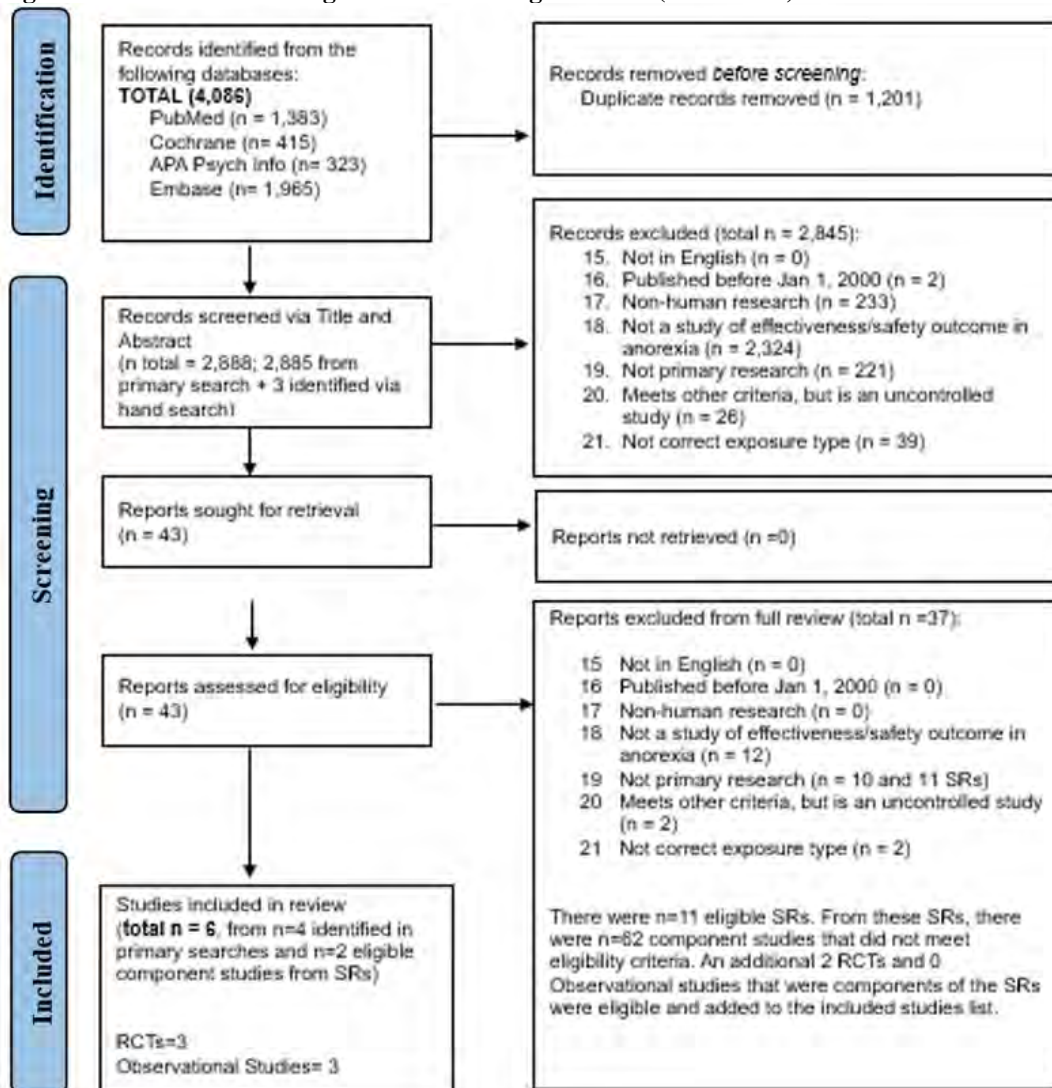 Identification
Records identified from the
following databases:
TOTAL (4,086)
PubMed (n = 1,383)
Cochrane (n= 415)
APA Psych Info (n= 323)
Embase (n= 1,965)
Records removed before screening:
Duplicate records removed (n = 1,201)
Screening
Records screened via Title and
Abstract
(n total = 2,888; 2,885 from
primary search + 3 identified via
hand search)
Records excluded (total n = 2,845):
15. Not in English (n = 0)
16. Published before Jan 1, 2000 (n = 2)
17. Non-human research (n = 233)
18. Not a study of effectiveness/safety outcome in
anorexia (n = 2,324)
19. Not primary research (n = 221)
20. Meets other criteria, but is an uncontrolled
study (n = 26)
21. Not correct exposure type (n = 39)
Reports sought for retrieval
(n = 43)
Reports not retrieved (n =0)
Reports assessed for eligibility
(n = 43)
Reports excluded from full review (total n =37):
15 Not in English (n = 0)
16 Published before Jan 1, 2000 (n = 0)
17 Non-human research (n = 0)
18 Not a study of effectiveness/safety outcome in
anorexia (n = 12)
19 Not primary research (n = 10 and 11 SRs)
20 Meets other criteria, but is an uncontrolled study
(n = 2)
21 Not correct exposure type (n = 2)
There were n=11 eligible SRs. From these SRs, there
were n=62 component studies that did not meet
eligibility criteria. An additional 2 RCTs and 0
Observational studies that were components of the SRs
were eligible and added to the included studies list.
Included
Studies included in review
(total n = 6, from n=4 identified in
primary searches and n=2 eligible
component studies from SRs)
RCTs=3
Observational Studies= 3